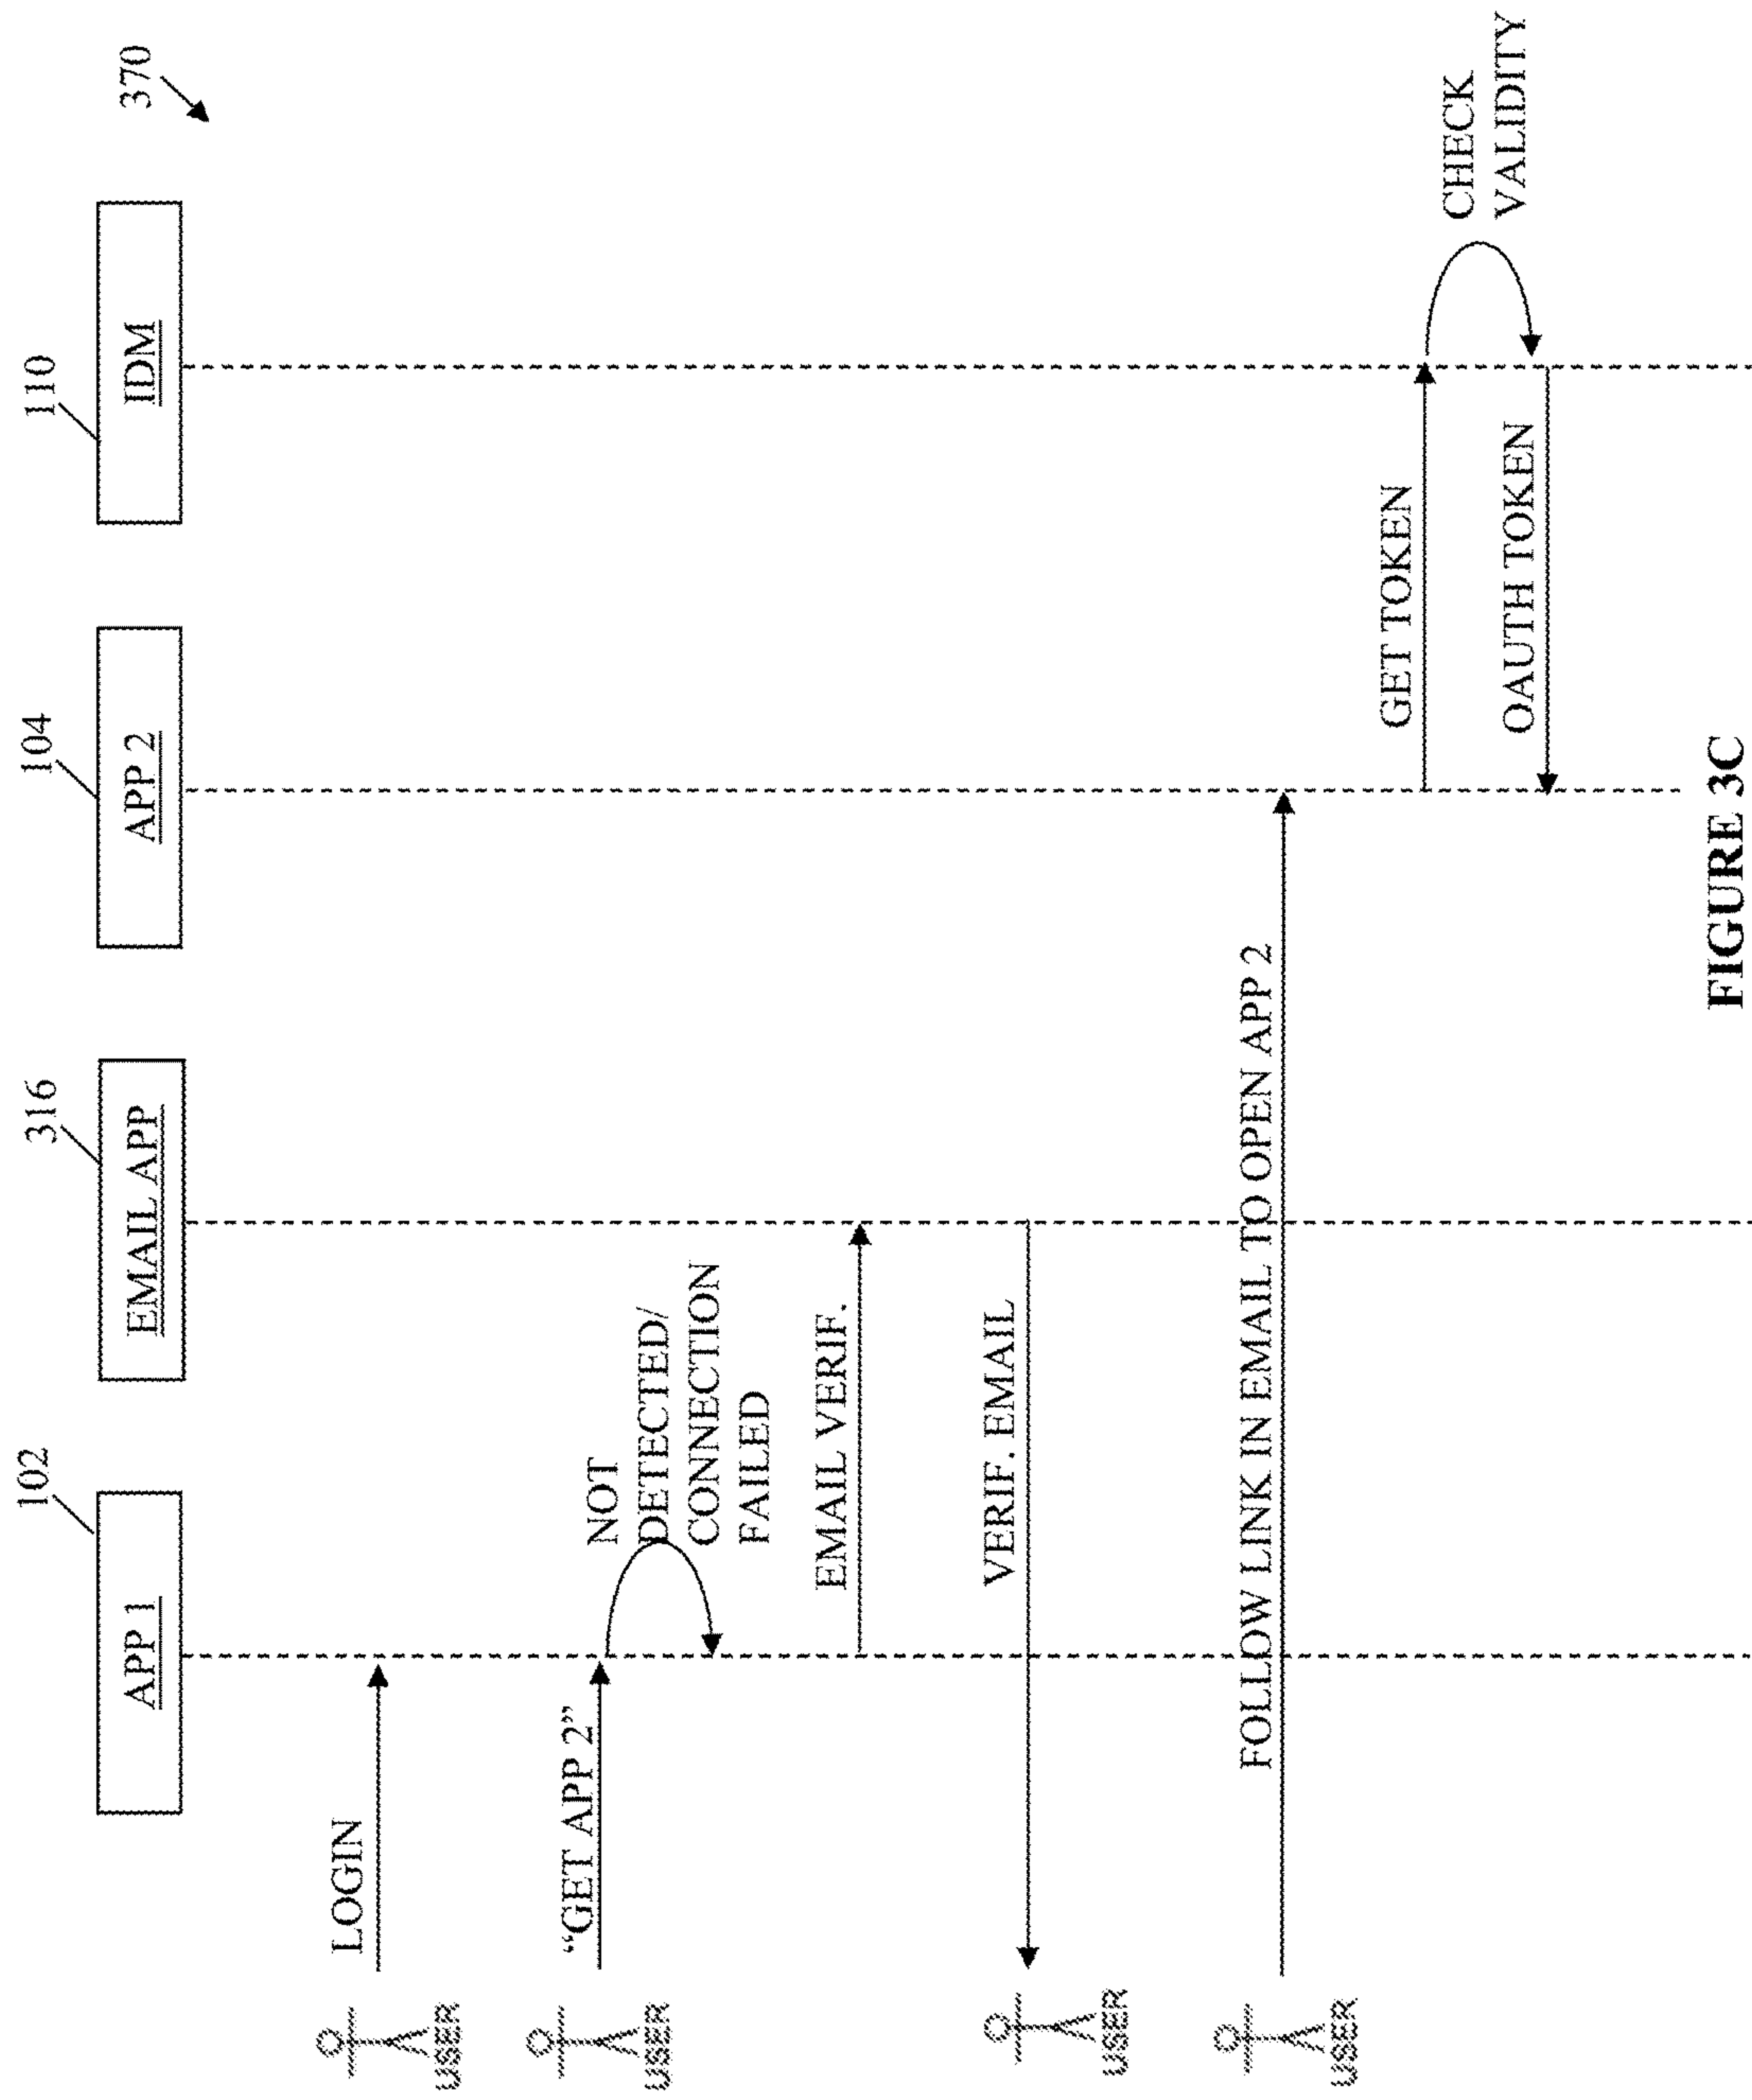 370
102
316
104
110
APP 1
EMAIL APP
APP 2
IDM
LOGIN
USER
“GET APP 2”
USER
NOT
DETECTED/
CONNECTION
FAILED
EMAIL VERIF.
VERIF. EMAIL
USER
FOLLOW LINK IN EMAIL TO OPEN APP 2
USER
GET TOKEN
CHECK
VALIDITY
OAUTH TOKEN
FIGURE 3C